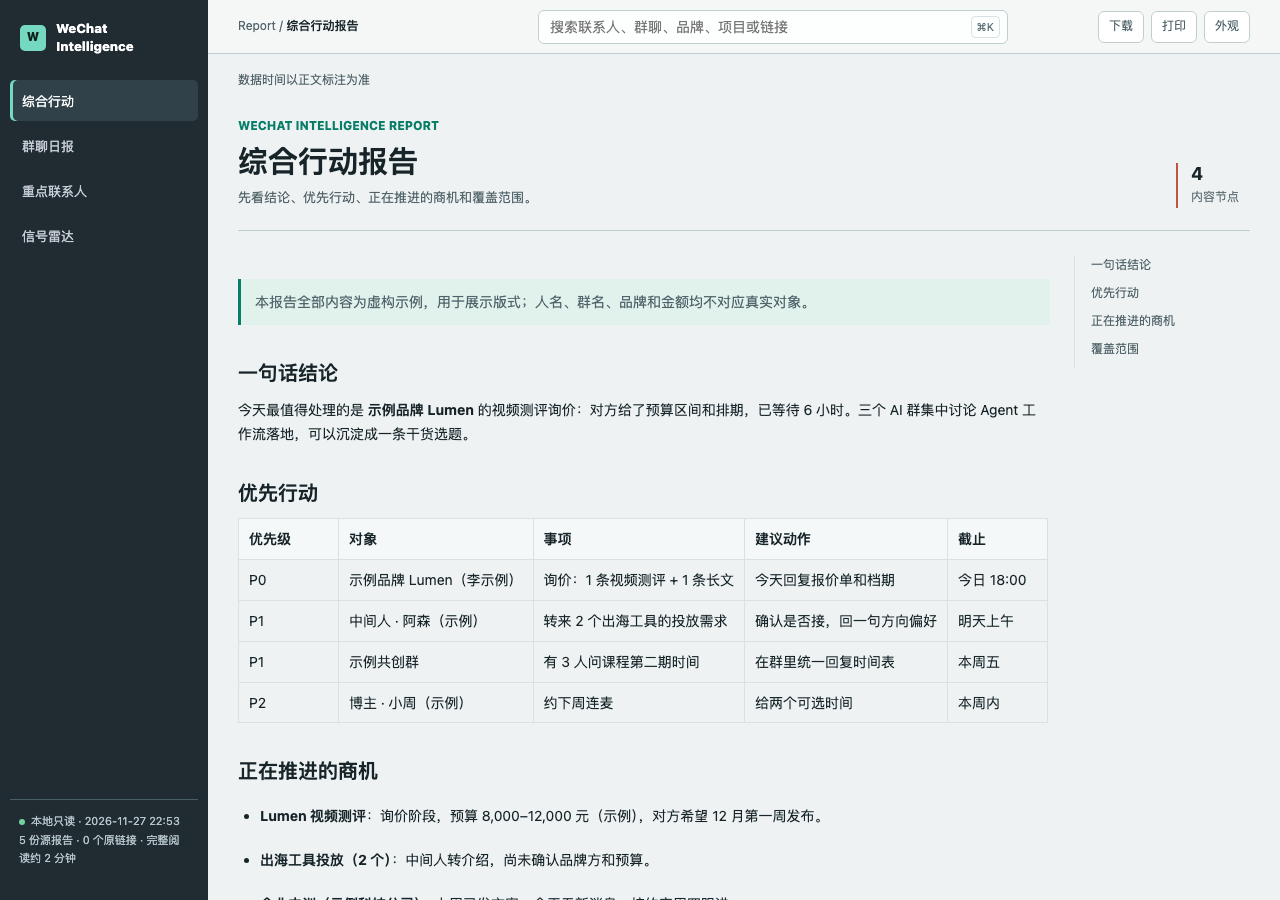 W
WeChat
Intelligence
综合行动
群聊日报
重点联系人
信号雷达
本地只读 · 2026-11-27 22:53
5 份源报告 · 0 个原链接 · 完整阅
读约 2 分钟
Report / 综合行动报告
搜索联系人、群聊、品牌、项目或链接
⌘K
下载
打印
外观
数据时间以正文标注为准
WECHAT INTELLIGENCE REPORT
综合行动报告
先看结论、优先行动、正在推进的商机和覆盖范围。
4
内容节点
一句话结论
优先行动
正在推进的商机
覆盖范围
本报告全部内容为虚构示例，用于展示版式；人名、群名、品牌和金额均不对应真实对象。
一句话结论
今天最值得处理的是 示例品牌 Lumen 的视频测评询价：对方给了预算区间和排期，已等待 6 小时。三个 AI 群集中讨论 Agent 工
作流落地，可以沉淀成一条干货选题。
优先行动
优先级 对象 事项 建议动作 截止
P0 示例品牌 Lumen（李示例） 询价：1 条视频测评 + 1 条长文 今天回复报价单和档期 今日 18:00
P1 中间人 · 阿森（示例） 转来 2 个出海工具的投放需求 确认是否接，回一句方向偏好 明天上午
P1 示例共创群 有 3 人问课程第二期时间 在群里统一回复时间表 本周五
P2 博主 · 小周（示例） 约下周连麦 给两个可选时间 本周内
正在推进的商机
• Lumen 视频测评：询价阶段，预算 8,000–12,000 元（示例），对方希望 12 月第一周发布。
• 出海工具投放（2 个）：中间人转介绍，尚未确认品牌方和预算。